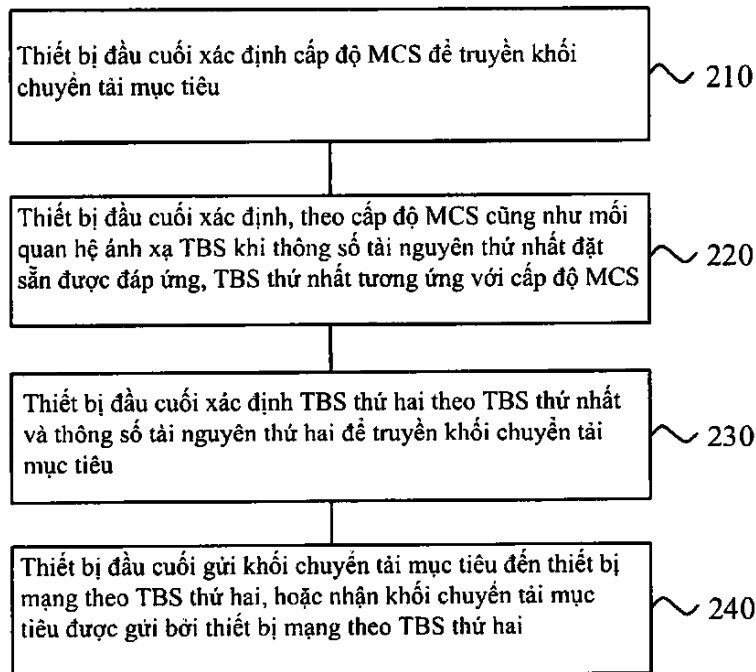 Thiết bị đầu cuối xác định cấp độ MCS để truyền khối
chuyển tải mục tiêu
210
Thiết bị đầu cuối xác định, theo cấp độ MCS cũng như mối
quan hệ ánh xạ TBS khi thông số tài nguyên thứ nhất đặt
sẵn được đáp ứng, TBS thứ nhất tương ứng với cấp độ MCS
220
Thiết bị đầu cuối xác định TBS thứ hai theo TBS thứ nhất
và thông số tài nguyên thứ hai để truyền khối chuyển tải
mục tiêu
230
Thiết bị đầu cuối gửi khối chuyển tải mục tiêu đến thiết bị
mạng theo TBS thứ hai, hoặc nhận khối chuyển tải mục
tiêu được gửi bởi thiết bị mạng theo TBS thứ hai
240